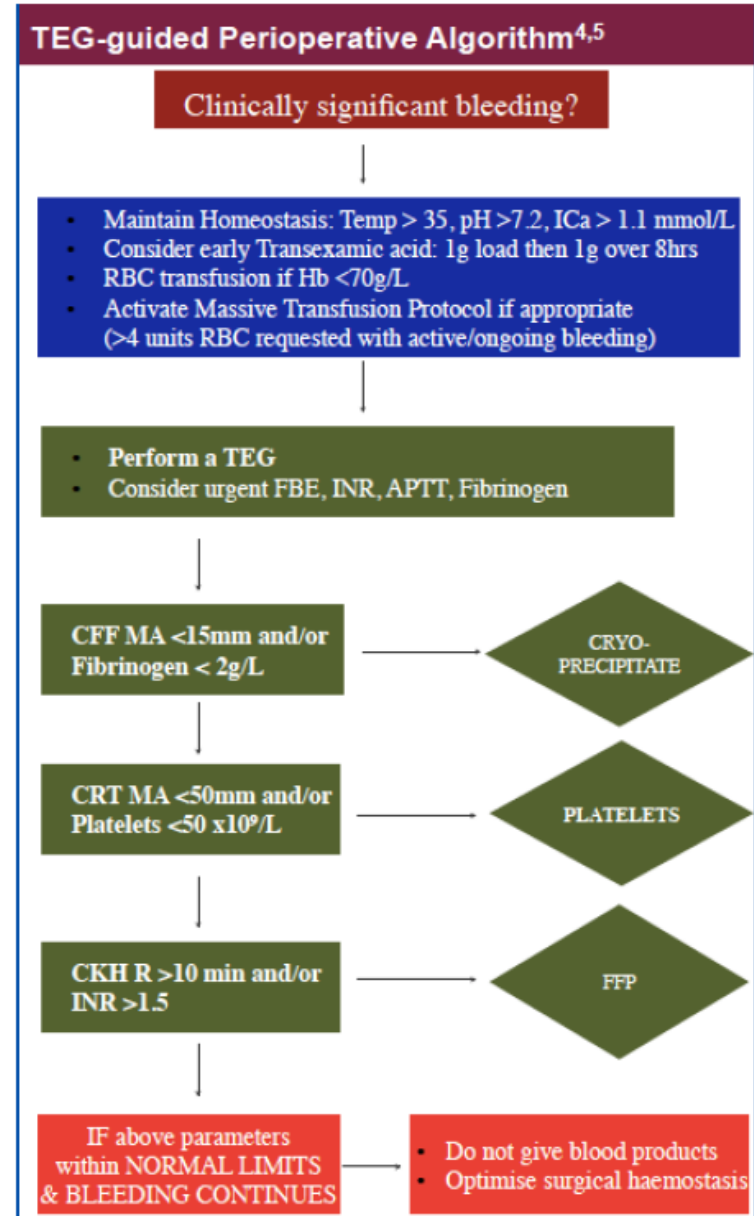 TEG-guided Perioperative Algorithm4,5
Clinically significant bleeding?
• Maintain Homeostasis: Temp > 35, pH >7.2, ICa > 1.1 mmol/L
• Consider early Transexamic acid: 1g load then 1g over 8hrs
• RBC transfusion if Hb <70g/L
• Activate Massive Transfusion Protocol if appropriate
(>4 units RBC requested with active/ongoing bleeding)
• Perform a TEG
• Consider urgent FBE, INR, APTT, Fibrinogen
CFF MA <15mm and/or
Fibrinogen < 2g/L
CRYO-
PRECIPITATE
CRT MA <50mm and/or
Platelets <50 x10⁹/L
PLATELETS
CKH R >10 min and/or
INR >1.5
FFP
IF above parameters
within NORMAL LIMITS
& BLEEDING CONTINUES
• Do not give blood products
• Optimise surgical haemostasis